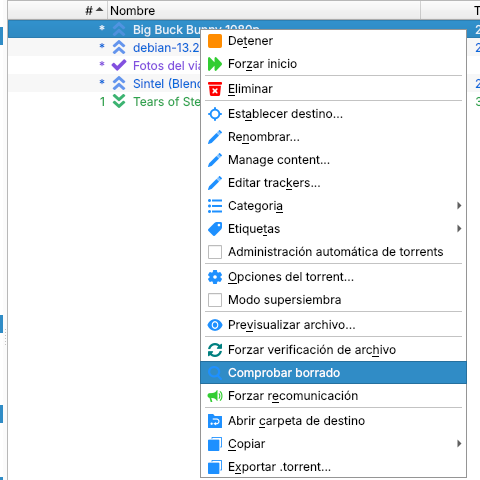 # Nombre
* Big Buck Bunny 1080p
* debian-13.2
* Fotos del via
* Sintel (Blen
1 Tears of Ste
Detener
Forzar inicio
Eliminar
Establecer destino...
Renombrar...
Manage content...
Editar trackers...
Categoria
Etiquetas
Administración automática de torrents
Opciones del torrent...
Modo supersiembra
Previsualizar archivo...
Forzar verificación de archivo
Comprobar borrado
Forzar recomunicación
Abrir carpeta de destino
Copiar
Exportar .torrent...